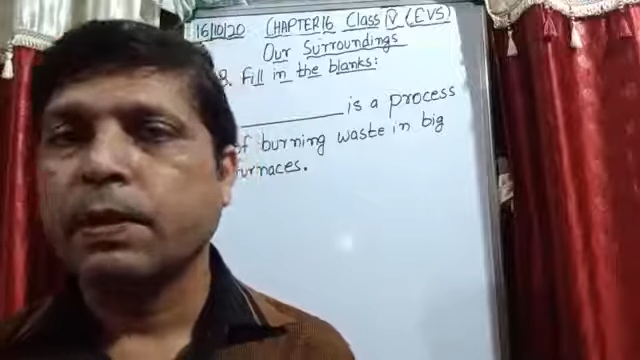 16/10/20 CHAPTER 16 Class V (EVS)
Our Surroundings
Q. Fill in the blanks:
__________ is a process
of burning waste in big
furnaces.